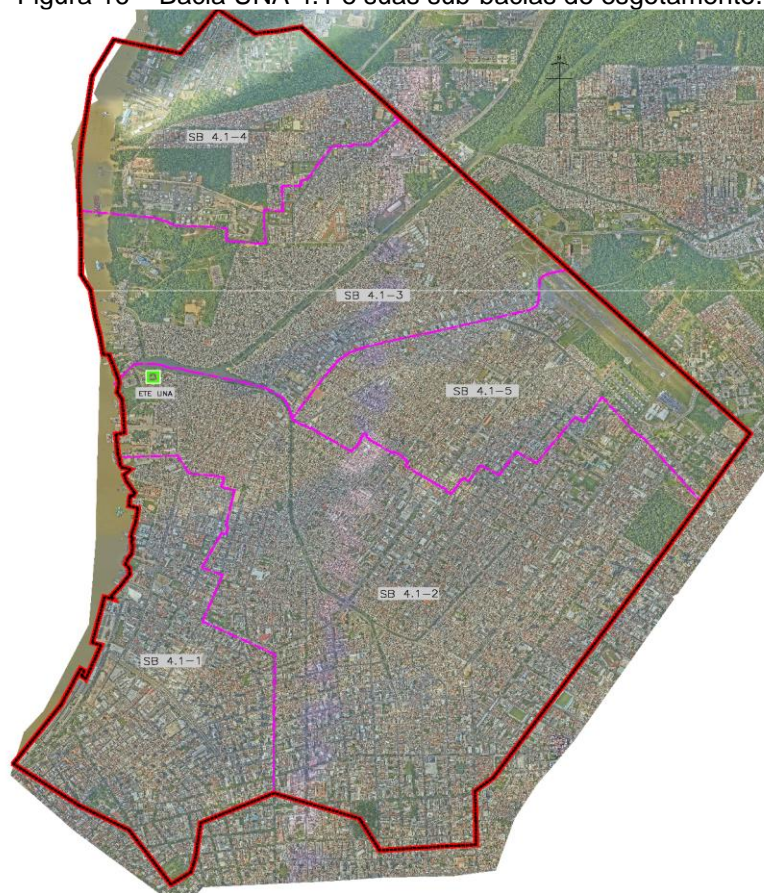 Figura 16 – Bacia UNA 4.1 e suas sub-bacias de esgotamento.
SB 4.1-4
SB 4.1-3
ETE UNA
SB 4.1-5
SB 4.1-2
SB 4.1-1